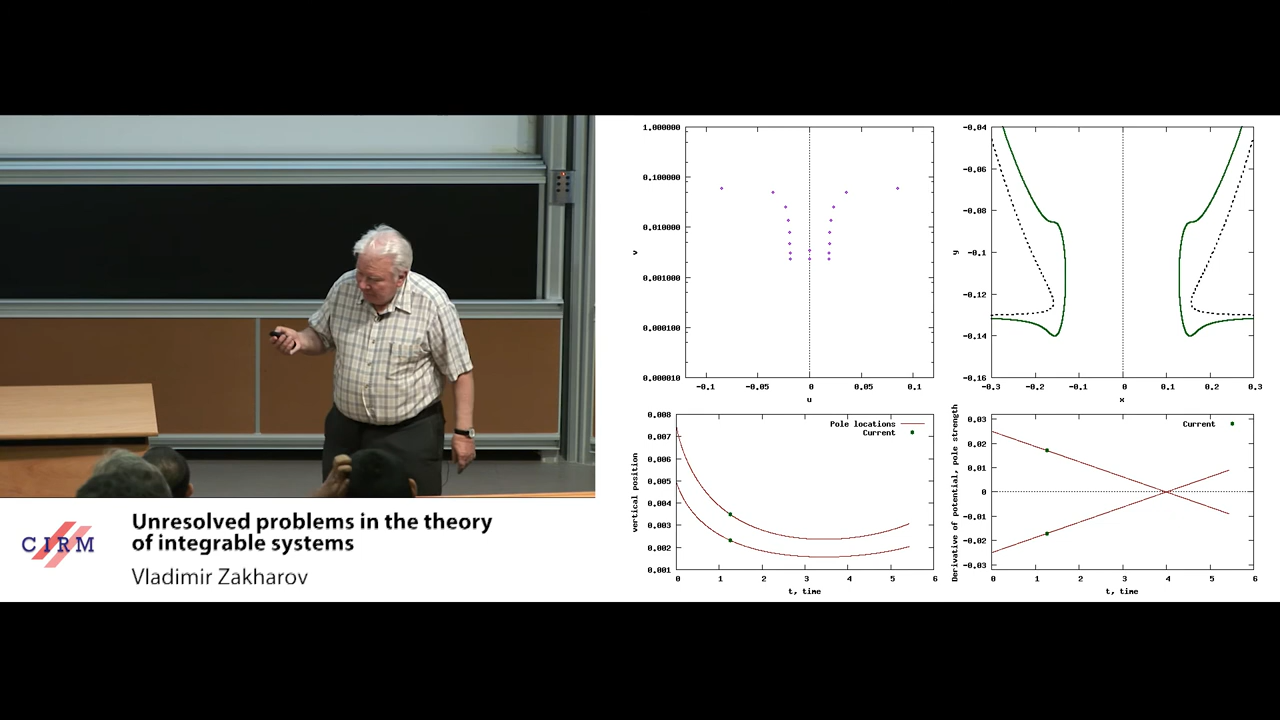 CIRM
Unresolved problems in the theory
of integrable systems
Vladimir Zakharov
1.000000
0.100000
0.010000
0.001000
0.000100
0.000010
v
-0.1 -0.05 0 0.05 0.1
u
-0.04
-0.06
-0.08
-0.1
-0.12
-0.14
-0.16
y
-0.3 -0.2 -0.1 0 0.1 0.2 0.3
x
0.008
0.007
0.006
0.005
0.004
0.003
0.002
0.001
vertical position
Pole locations
Current
0 1 2 3 4 5 6
t, time
0.03
0.02
0.01
0
-0.01
-0.02
-0.03
Derivative of potential, pole strength
Current
0 1 2 3 4 5 6
t, time